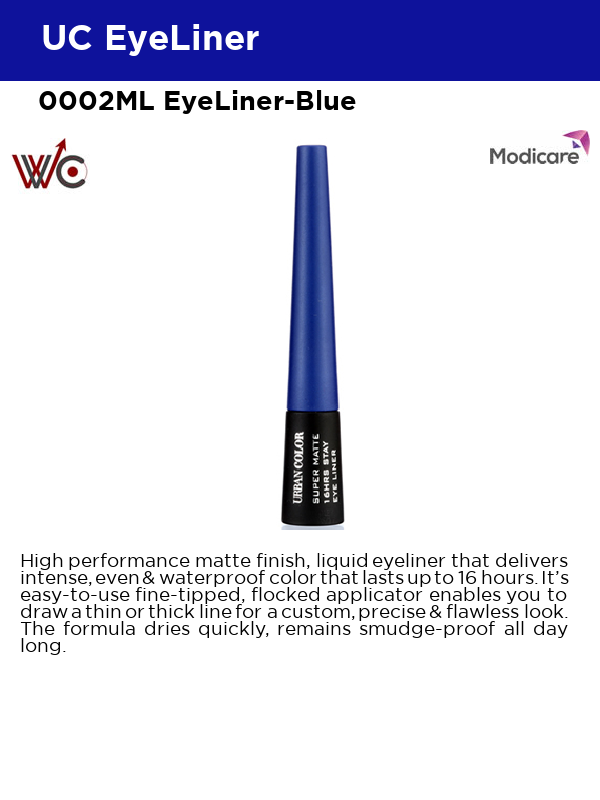 UC EyeLiner
0002ML EyeLiner-Blue
WC
Modicare
URBAN COLOR
SUPER MATTE
16HRS STAY
EYE LINER
High performance matte finish, liquid eyeliner that delivers
intense, even & waterproof color that lasts up to 16 hours. It’s
easy-to-use fine-tipped, flocked applicator enables you to
draw a thin or thick line for a custom, precise & flawless look.
The formula dries quickly, remains smudge-proof all day
long.